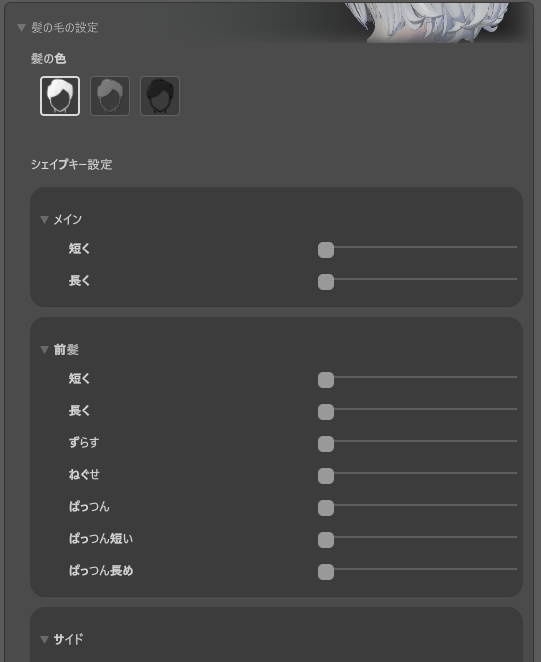 髪の毛の設定
髪の色
シェイプキー設定
メイン
短く
長く
前髪
短く
長く
ずらす
ねぐせ
ぱっつん
ぱっつん短い
ぱっつん長め
サイド